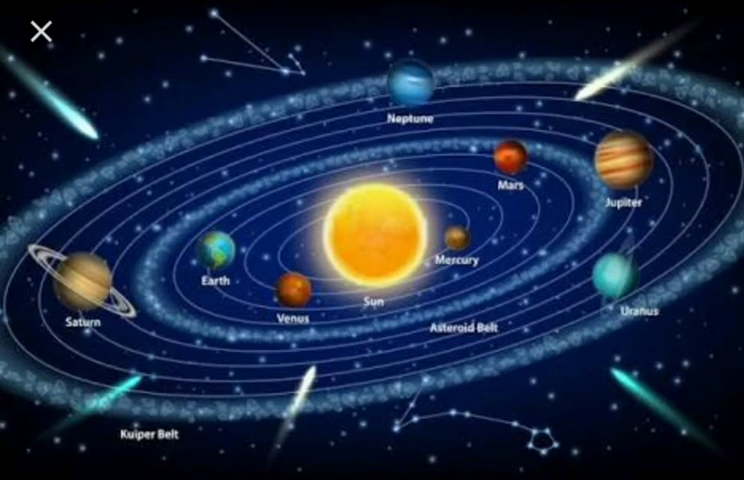 Neptune
Mars
Jupiter
Mercury
Earth
Sun
Venus
Uranus
Saturn
Asteroid Belt
Kuiper Belt